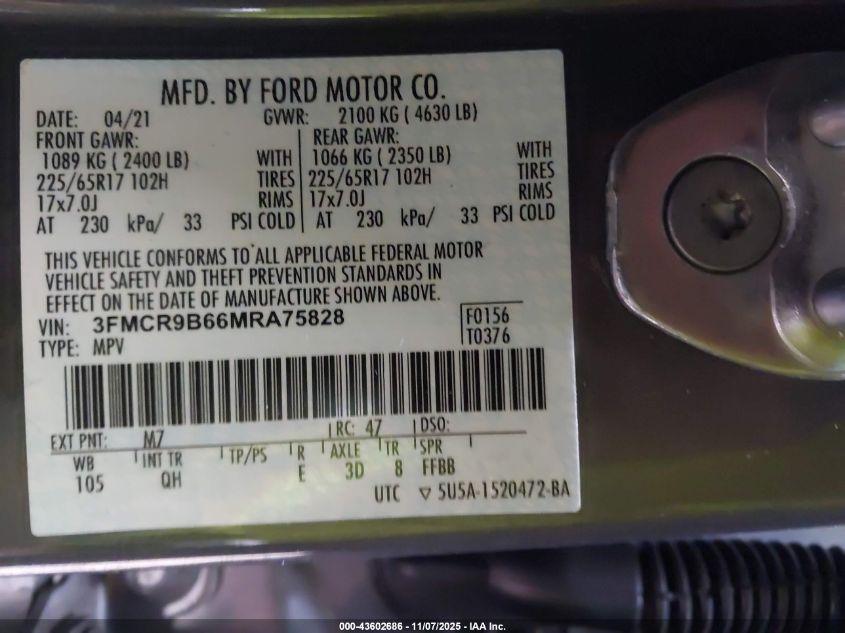 MFD. BY FORD MOTOR CO.
DATE: 04/21 GVWR: 2100 KG ( 4630 LB)
FRONT GAWR: REAR GAWR:
1089 KG ( 2400 LB) WITH 1066 KG ( 2350 LB) WITH
225/65R17 102H TIRES 225/65R17 102H TIRES
17x7.0J RIMS 17x7.0J RIMS
AT 230 kPa/ 33 PSI COLD AT 230 kPa/ 33 PSI COLD
THIS VEHICLE CONFORMS TO ALL APPLICABLE FEDERAL MOTOR
VEHICLE SAFETY AND THEFT PREVENTION STANDARDS IN
EFFECT ON THE DATE OF MANUFACTURE SHOWN ABOVE.
VIN: 3FMCR9B66MRA75828 F0156
TYPE: MPV T0376
EXT PNT: M7 RC: 47 DSO:
WB INT TR TP/PS R AXLE TR SPR
105 QH E 3D 8 FFBB
UTC ▽ 5U5A-1520472-BA
000-43602686 - 11/07/2025 - IAA Inc.